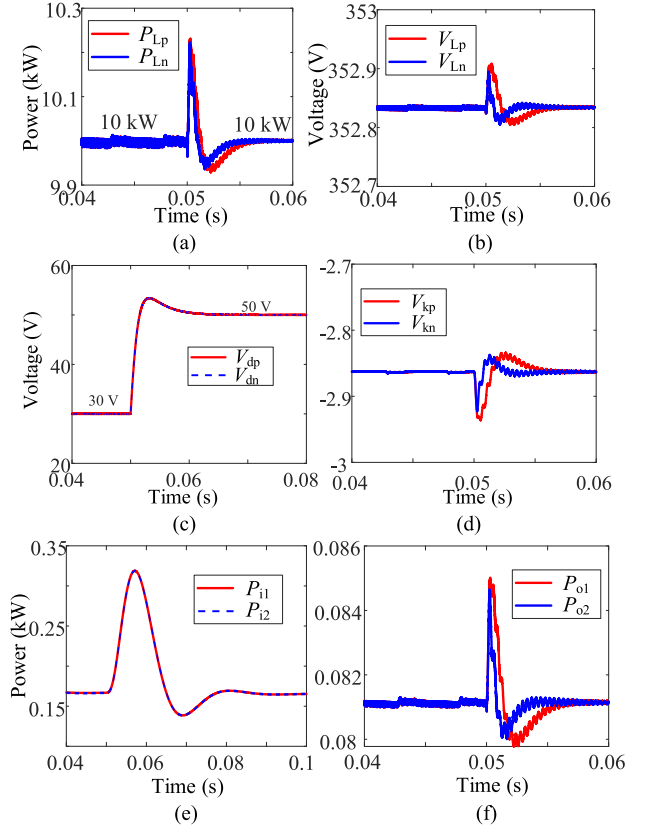 10.3
10.1
9.9
Power (kW)
P_Lp
P_Ln
10 kW
10 kW
0.04
0.05
0.06
Time (s)
(a)
353
352.9
352.8
352.7
Voltage (V)
V_Lp
V_Ln
0.04
0.05
0.06
Time (s)
(b)
60
40
20
Voltage (V)
50 V
30 V
V_dp
V_dn
0.04
0.06
0.08
Time (s)
(c)
-2.7
-2.8
-2.9
-3
V_kp
V_kn
0.04
0.05
0.06
Time (s)
(d)
0.35
0.25
0.15
Power (kW)
P_i1
P_i2
0.04
0.06
0.08
0.1
Time (s)
(e)
0.086
0.084
0.082
0.08
P_o1
P_o2
0.04
0.05
0.06
Time (s)
(f)